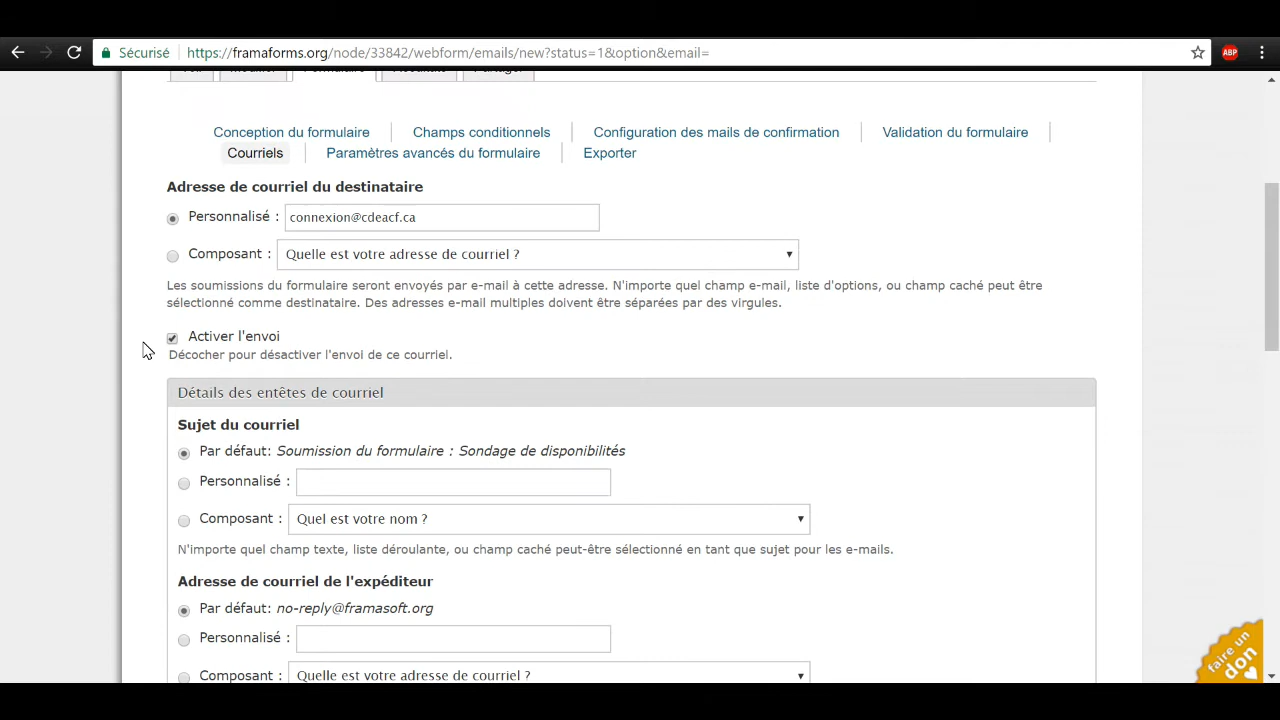 Sécurisé https://framaforms.org/node/33842/webform/emails/new?status=1&option&email= ABP
Conception du formulaire Champs conditionnels Configuration des mails de confirmation Validation du formulaire
Courriels Paramètres avancés du formulaire Exporter
Adresse de courriel du destinataire
Personnalisé : connexion@cdeacf.ca
Composant : Quelle est votre adresse de courriel ?
Les soumissions du formulaire seront envoyés par e-mail à cette adresse. N'importe quel champ e-mail, liste d'options, ou champ caché peut être
sélectionné comme destinataire. Des adresses e-mail multiples doivent être séparées par des virgules.
Activer l'envoi
Décocher pour désactiver l'envoi de ce courriel.
Détails des entêtes de courriel
Sujet du courriel
Par défaut: Soumission du formulaire : Sondage de disponibilités
Personnalisé :
Composant : Quel est votre nom ?
N'importe quel champ texte, liste déroulante, ou champ caché peut-être sélectionné en tant que sujet pour les e-mails.
Adresse de courriel de l'expéditeur
Par défaut: no-reply@framasoft.org
Personnalisé :
Composant : Quelle est votre adresse de courriel ?
faire un
don